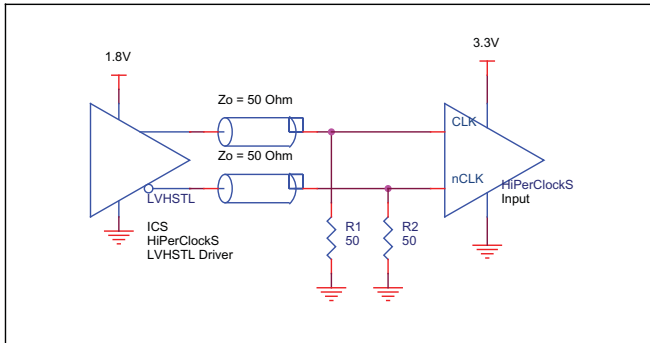 1.8V
3.3V
Zo = 50 Ohm
CLK
Zo = 50 Ohm
nCLK
HiPerClockS
Input
LVHSTL
ICS
HiPerClockS
LVHSTL Driver
R1
50
R2
50